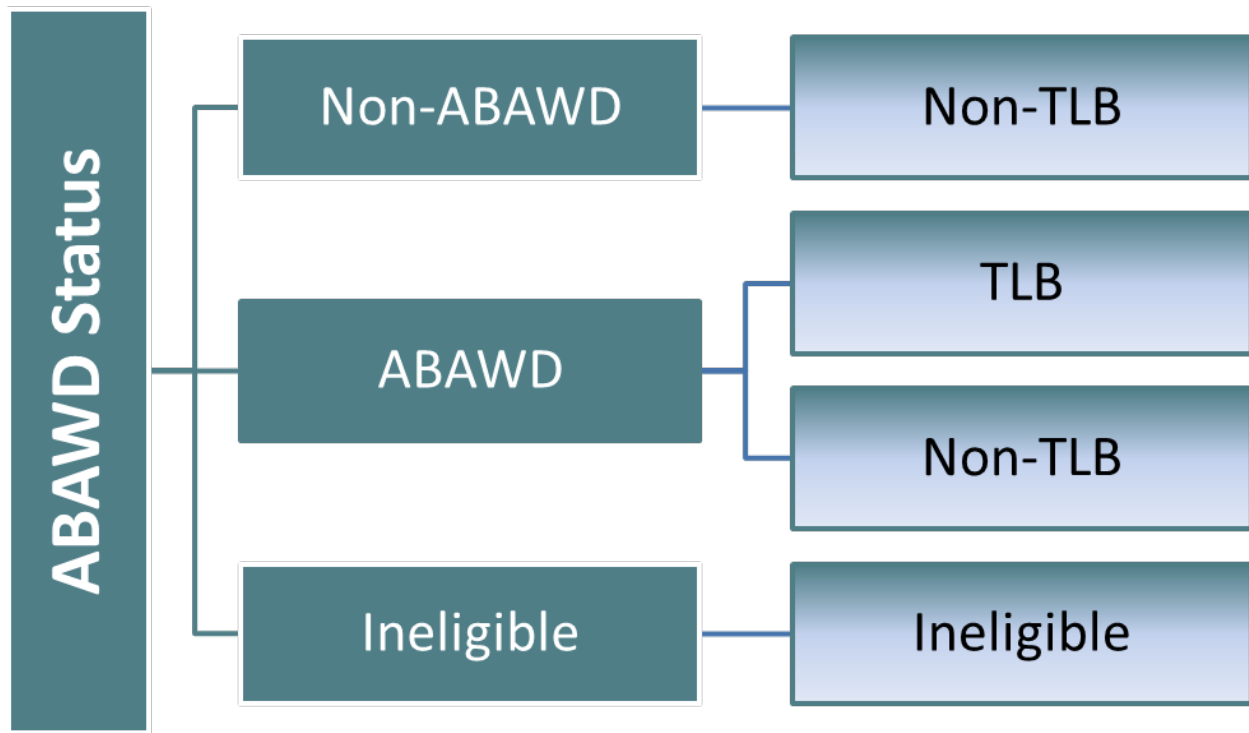 ABAWD Status
Non-ABAWD
Non-TLB
ABAWD
TLB
Non-TLB
Ineligible
Ineligible